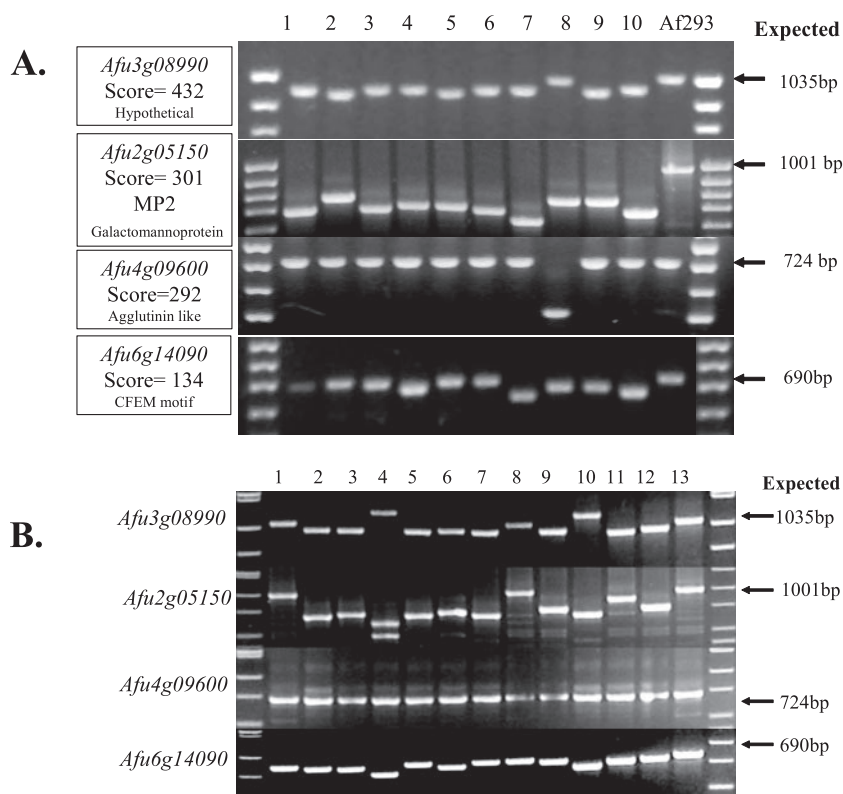 1 2 3 4 5 6 7 8 9 10 Af293 Expected
A.
Afu3g08990
Score= 432
Hypothetical
1035bp
Afu2g05150
Score= 301
MP2
Galactomannoprotein
1001 bp
Afu4g09600
Score=292
Agglutinin like
724 bp
Afu6g14090
Score= 134
CFEM motif
690bp
1 2 3 4 5 6 7 8 9 10 11 12 13 Expected
B.
Afu3g08990 1035bp
Afu2g05150 1001bp
Afu4g09600 724bp
Afu6g14090 690bp